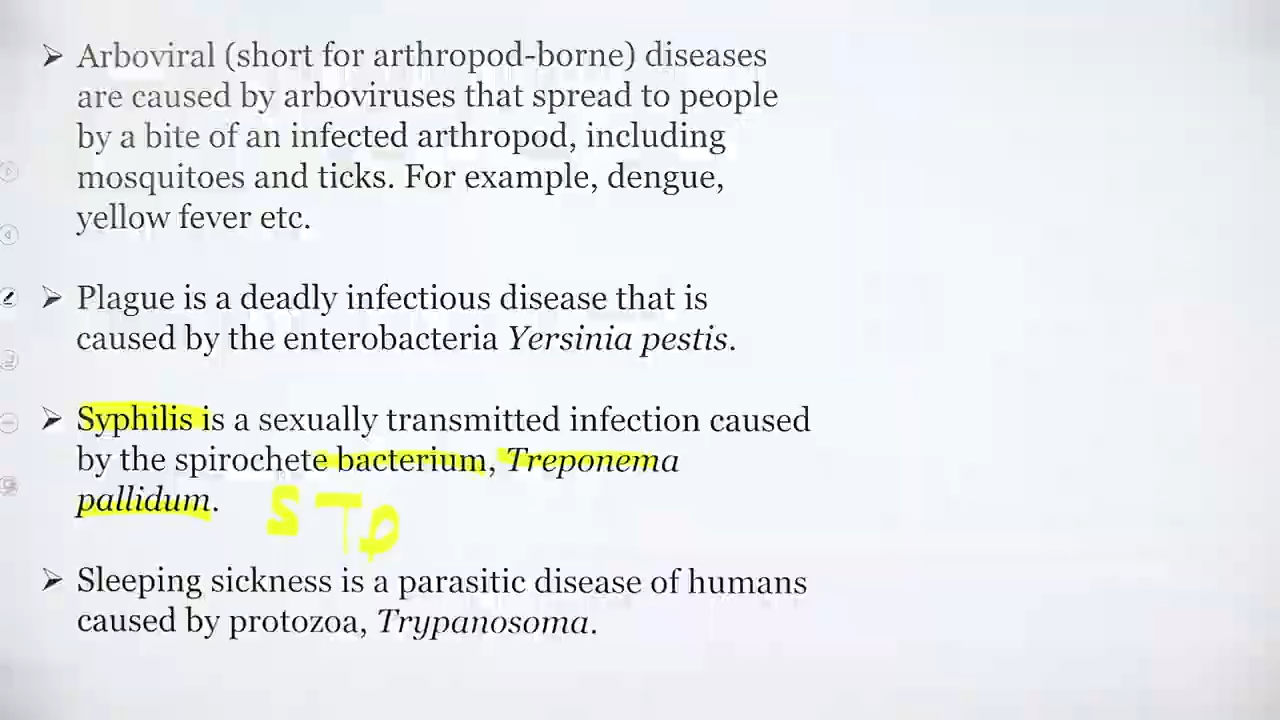 ➢ Arboviral (short for arthropod-borne) diseases
are caused by arboviruses that spread to people
by a bite of an infected arthropod, including
mosquitoes and ticks. For example, dengue,
yellow fever etc.
➢ Plague is a deadly infectious disease that is
caused by the enterobacteria Yersinia pestis.
➢ Syphilis is a sexually transmitted infection caused
by the spirochete bacterium, Treponema
pallidum.
STD
➢ Sleeping sickness is a parasitic disease of humans
caused by protozoa, Trypanosoma.